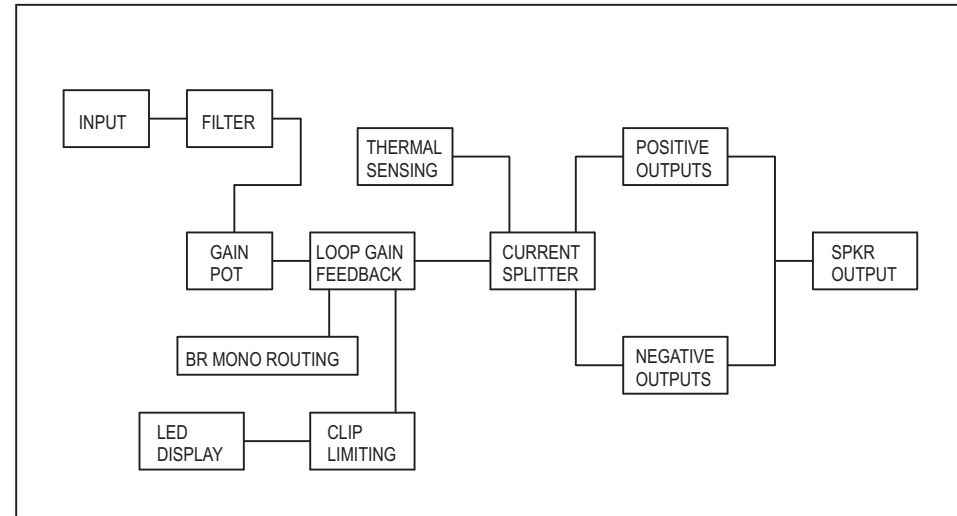 INPUT
FILTER
THERMAL
SENSING
POSITIVE
OUTPUTS
GAIN
POT
LOOP GAIN
FEEDBACK
CURRENT
SPLITTER
SPKR
OUTPUT
BR MONO ROUTING
NEGATIVE
OUTPUTS
LED
DISPLAY
CLIP
LIMITING